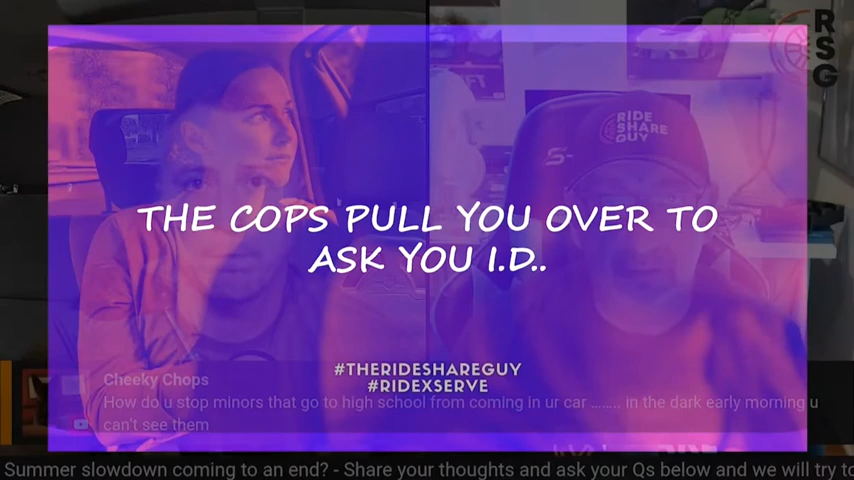 RSG
RIDE
SHARE
GUY
S-
THE COPS PULL YOU OVER TO
ASK YOU I.D..
#THERIDESHAREGUY
#RIDEXSERVE
Cheeky Chops
How do u stop minors that go to high school from coming in ur car ........ in the dark early morning u
can't see them
Summer slowdown coming to an end? - Share your thoughts and ask your Qs below and we will try to